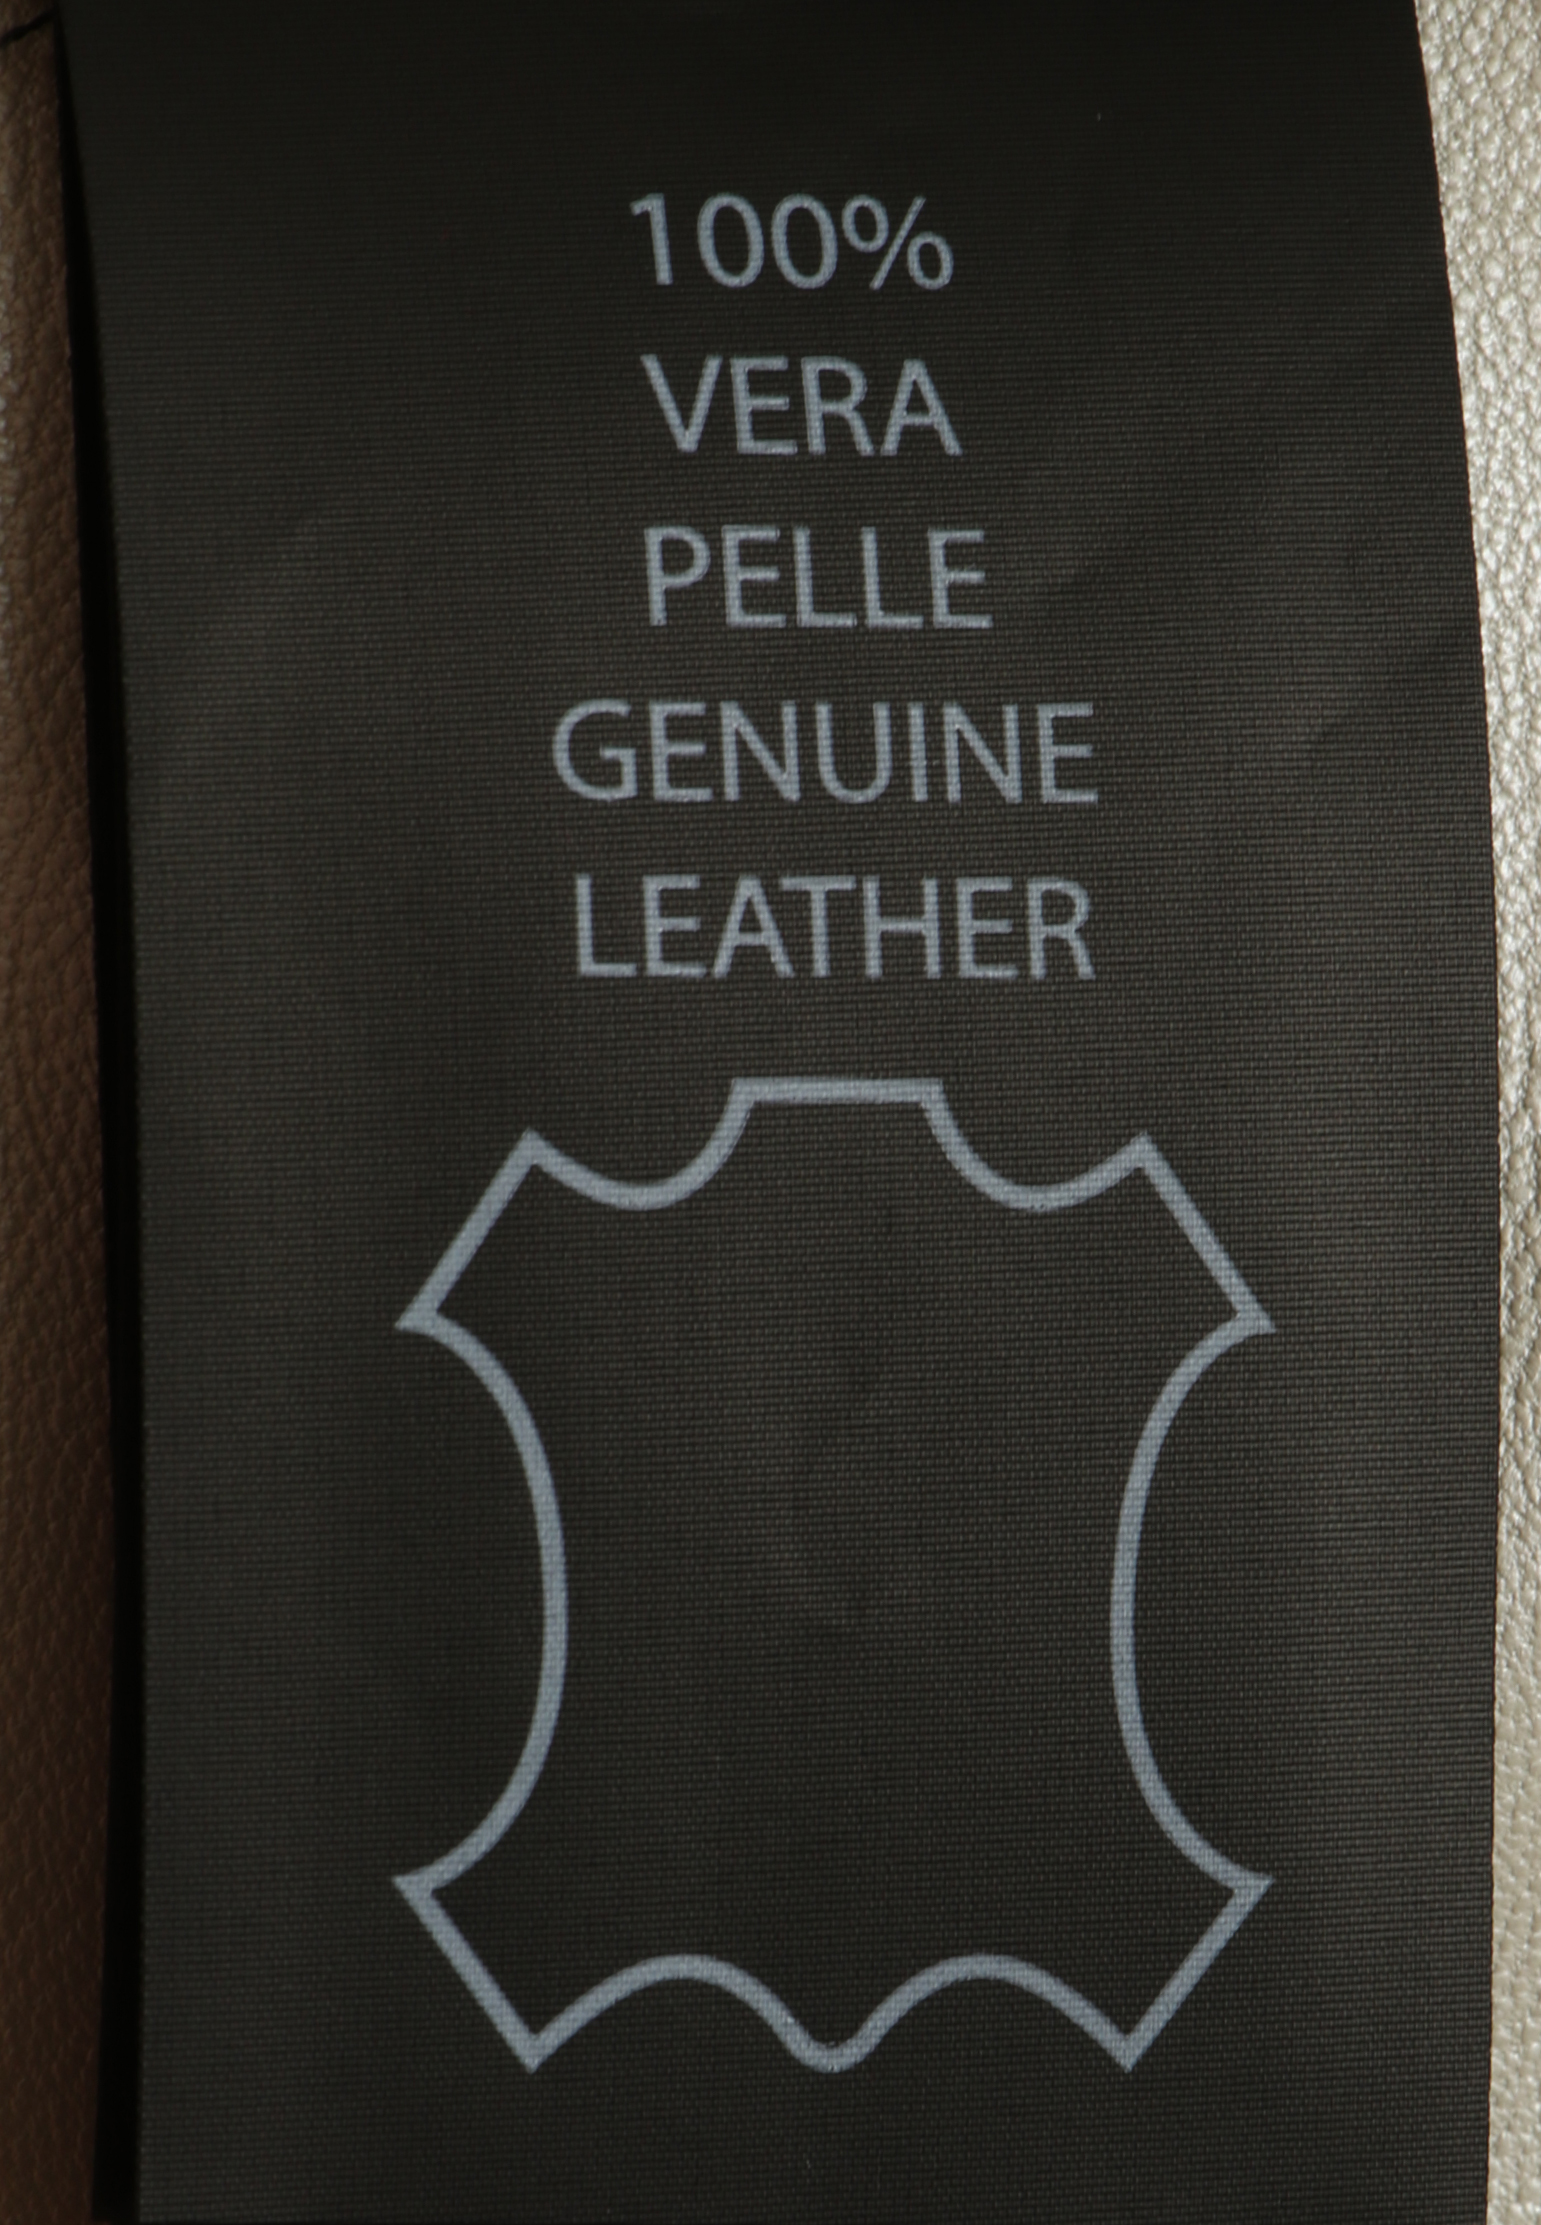 100%
VERA
PELLE
GENUINE
LEATHER